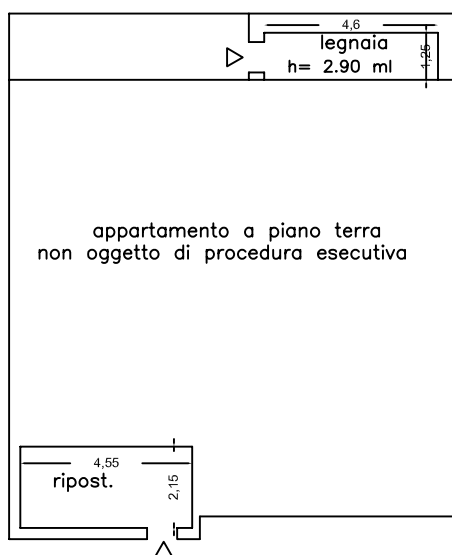 4,6
legnaia
1,25
h= 2.90 ml
appartamento a piano terra
non oggetto di procedura esecutiva
4,55
ripost.
2,15